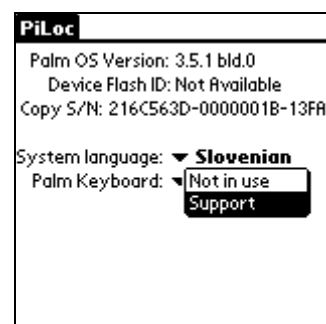 PiLoc
Palm OS Version: 3.5.1 bld.0
Device Flash ID: Not Available
Copy S/N: 216C563D-0000001B-13FA
System language: Slovenian
Palm Keyboard: Not in use
Support